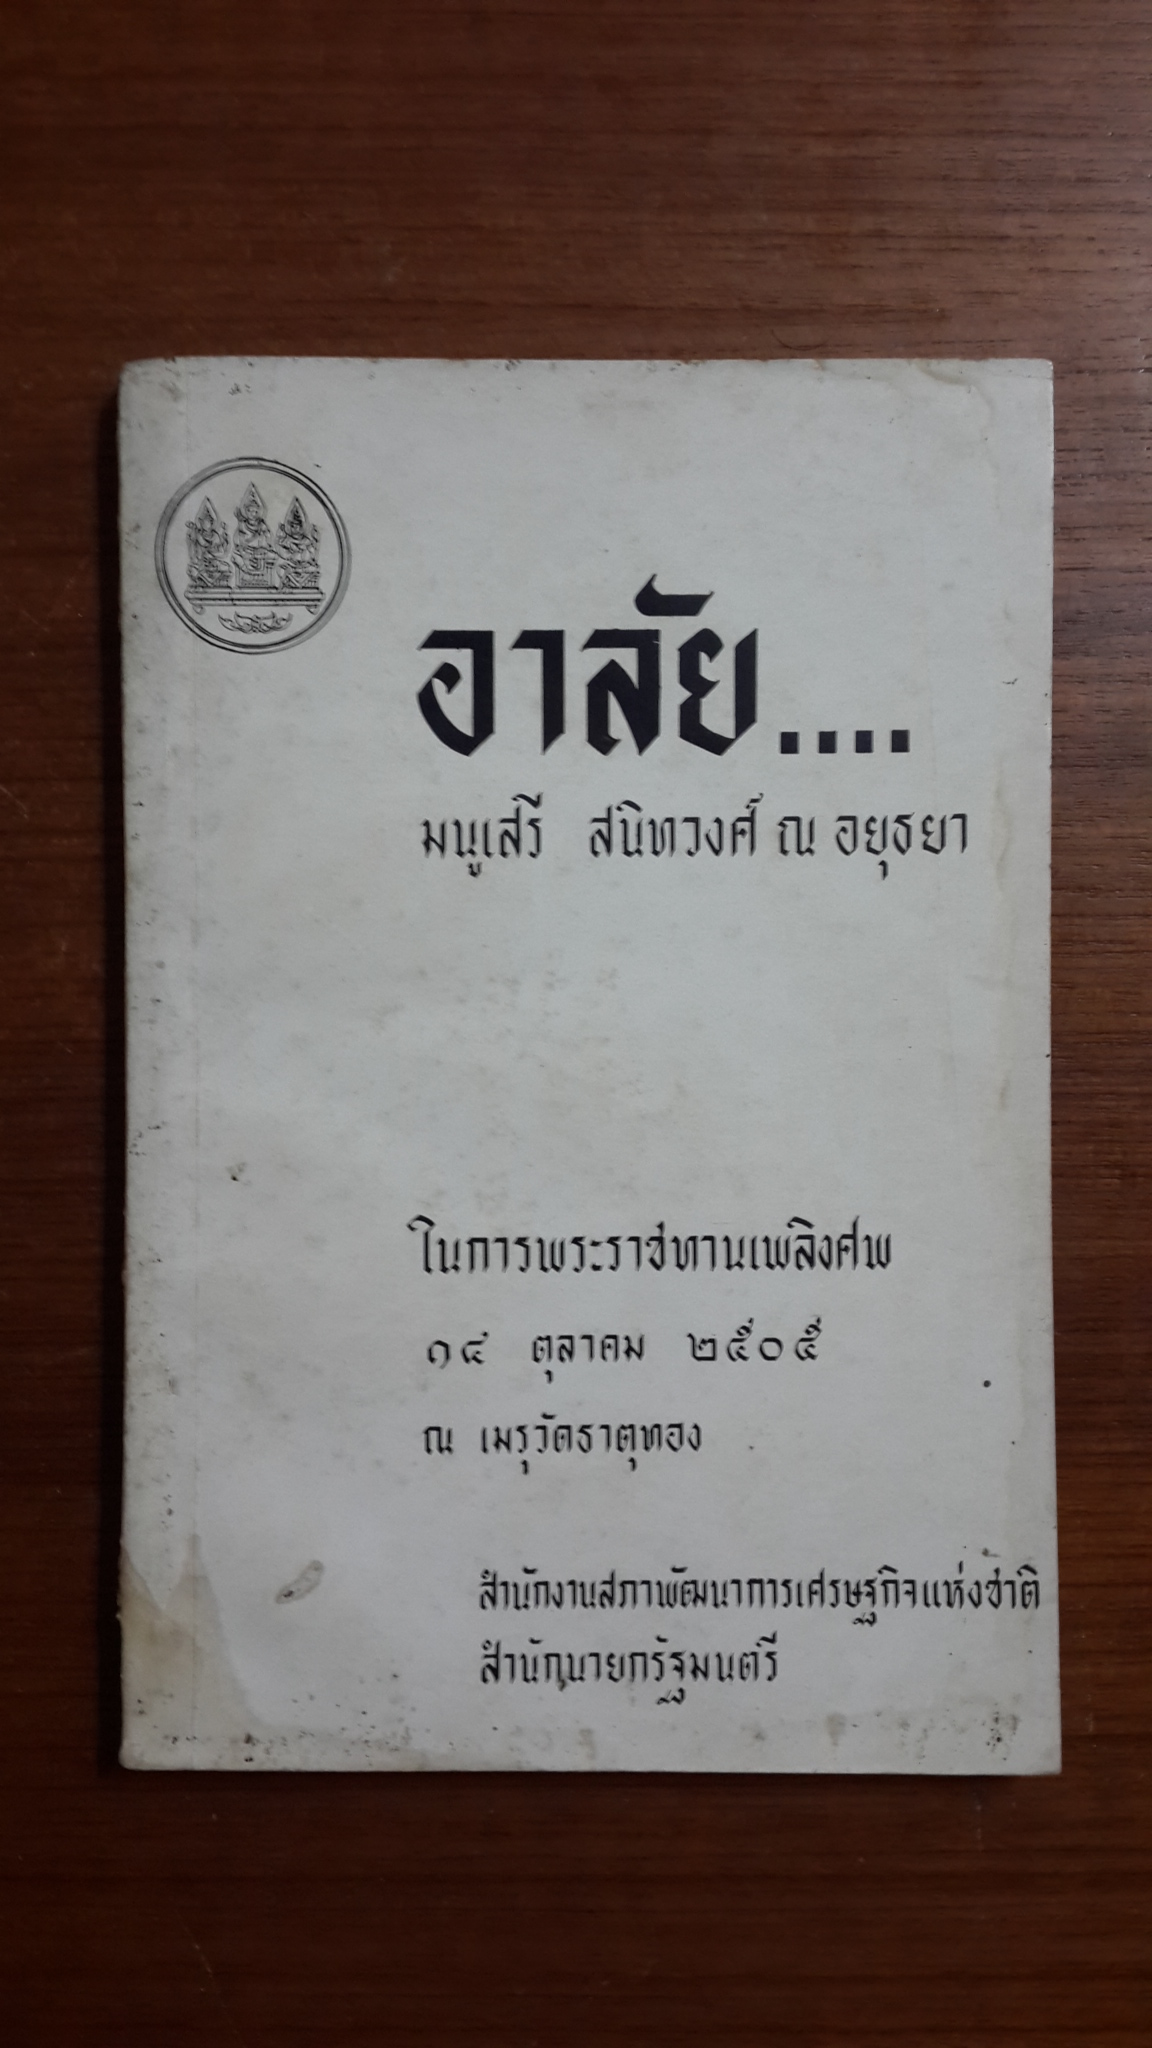 อาลัย....
มนูเสรี สนิทวงศ์ ณ อยุธยา
ในการพระราชทานเพลิงศพ
๑๔ ตุลาคม ๒๕๐๕
ณ เมรุวัดธาตุทอง
สำนักงานสภาพัฒนาการเศรษฐกิจแห่งชาติ
สำนักนายกรัฐมนตรี